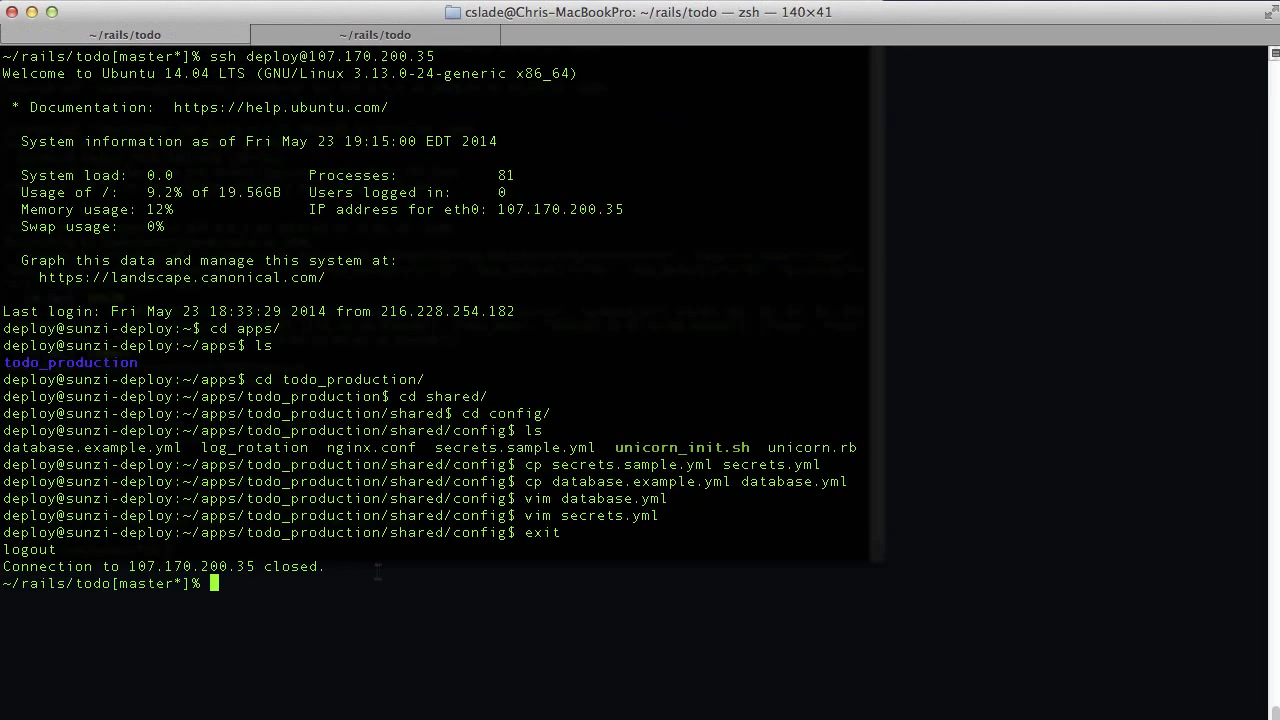 cslade@Chris-MacBookPro: ~/rails/todo — zsh — 140×41
~/rails/todo
~/rails/todo
~/rails/todo[master*]% ssh deploy@107.170.200.35
Welcome to Ubuntu 14.04 LTS (GNU/Linux 3.13.0-24-generic x86_64)
* Documentation:  https://help.ubuntu.com/
System information as of Fri May 23 19:15:00 EDT 2014
System load:  0.0               Processes:           81
Usage of /:   9.2% of 19.56GB   Users logged in:     0
Memory usage: 12%               IP address for eth0: 107.170.200.35
Swap usage:   0%
Graph this data and manage this system at:
https://landscape.canonical.com/
Last login: Fri May 23 18:33:29 2014 from 216.228.254.182
deploy@sunzi-deploy:~$ cd apps/
deploy@sunzi-deploy:~/apps$ ls
todo_production
deploy@sunzi-deploy:~/apps$ cd todo_production/
deploy@sunzi-deploy:~/apps/todo_production$ cd shared/
deploy@sunzi-deploy:~/apps/todo_production/shared$ cd config/
deploy@sunzi-deploy:~/apps/todo_production/shared/config$ ls
database.example.yml  log_rotation  nginx.conf  secrets.sample.yml  unicorn_init.sh  unicorn.rb
deploy@sunzi-deploy:~/apps/todo_production/shared/config$ cp secrets.sample.yml secrets.yml
deploy@sunzi-deploy:~/apps/todo_production/shared/config$ cp database.example.yml database.yml
deploy@sunzi-deploy:~/apps/todo_production/shared/config$ vim database.yml
deploy@sunzi-deploy:~/apps/todo_production/shared/config$ vim secrets.yml
deploy@sunzi-deploy:~/apps/todo_production/shared/config$ exit
logout
Connection to 107.170.200.35 closed.
~/rails/todo[master*]%